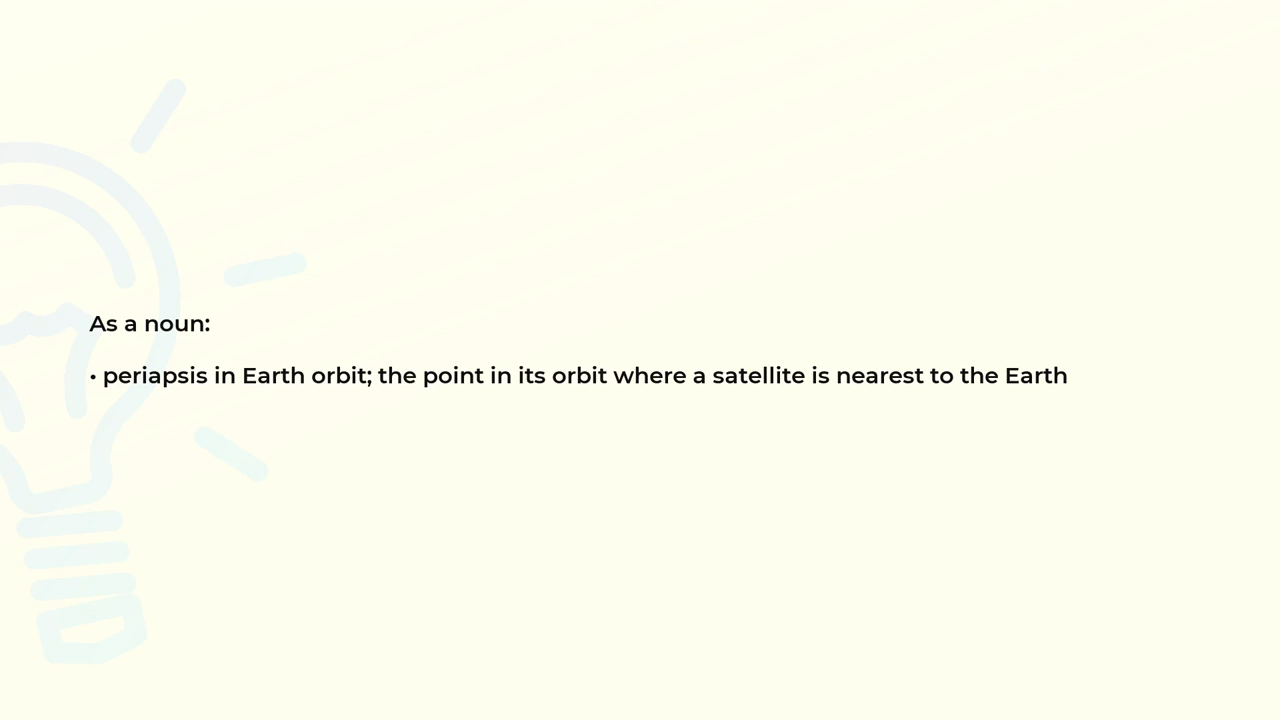 As a noun:
• periapsis in Earth orbit; the point in its orbit where a satellite is nearest to the Earth